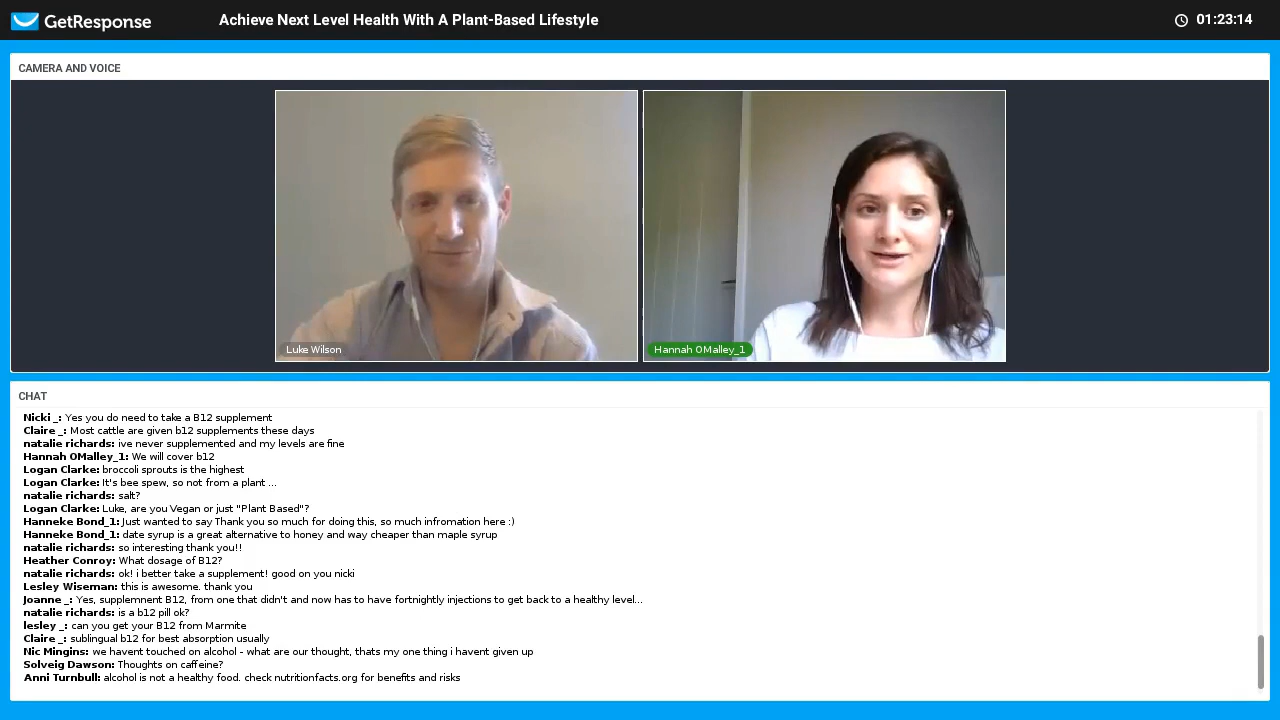 GetResponse
Achieve Next Level Health With A Plant-Based Lifestyle
01:23:14
CAMERA AND VOICE
Luke Wilson
Hannah OMalley_1
CHAT
Nicki _: Yes you do need to take a B12 supplement
Claire _: Most cattle are given b12 supplements these days
natalie richards: ive never supplemented and my levels are fine
Hannah OMalley_1: We will cover b12
Logan Clarke: broccoli sprouts is the highest
Logan Clarke: It's bee spew, so not from a plant ...
natalie richards: salt?
Logan Clarke: Luke, are you Vegan or just "Plant Based"?
Hanneke Bond_1: Just wanted to say Thank you so much for doing this, so much infromation here :)
Hanneke Bond_1: date syrup is a great alternative to honey and way cheaper than maple syrup
natalie richards: so interesting thank you!!
Heather Conroy: What dosage of B12?
natalie richards: ok! i better take a supplement! good on you nicki
Lesley Wiseman: this is awesome. thank you
Joanne _: Yes, supplemnent B12, from one that didn't and now has to have fortnightly injections to get back to a healthy level...
natalie richards: is a b12 pill ok?
lesley _: can you get your B12 from Marmite
Claire _: sublingual b12 for best absorption usually
Nic Mingins: we havent touched on alcohol - what are our thought, thats my one thing i havent given up
Solveig Dawson: Thoughts on caffeine?
Anni Turnbull: alcohol is not a healthy food. check nutritionfacts.org for benefits and risks